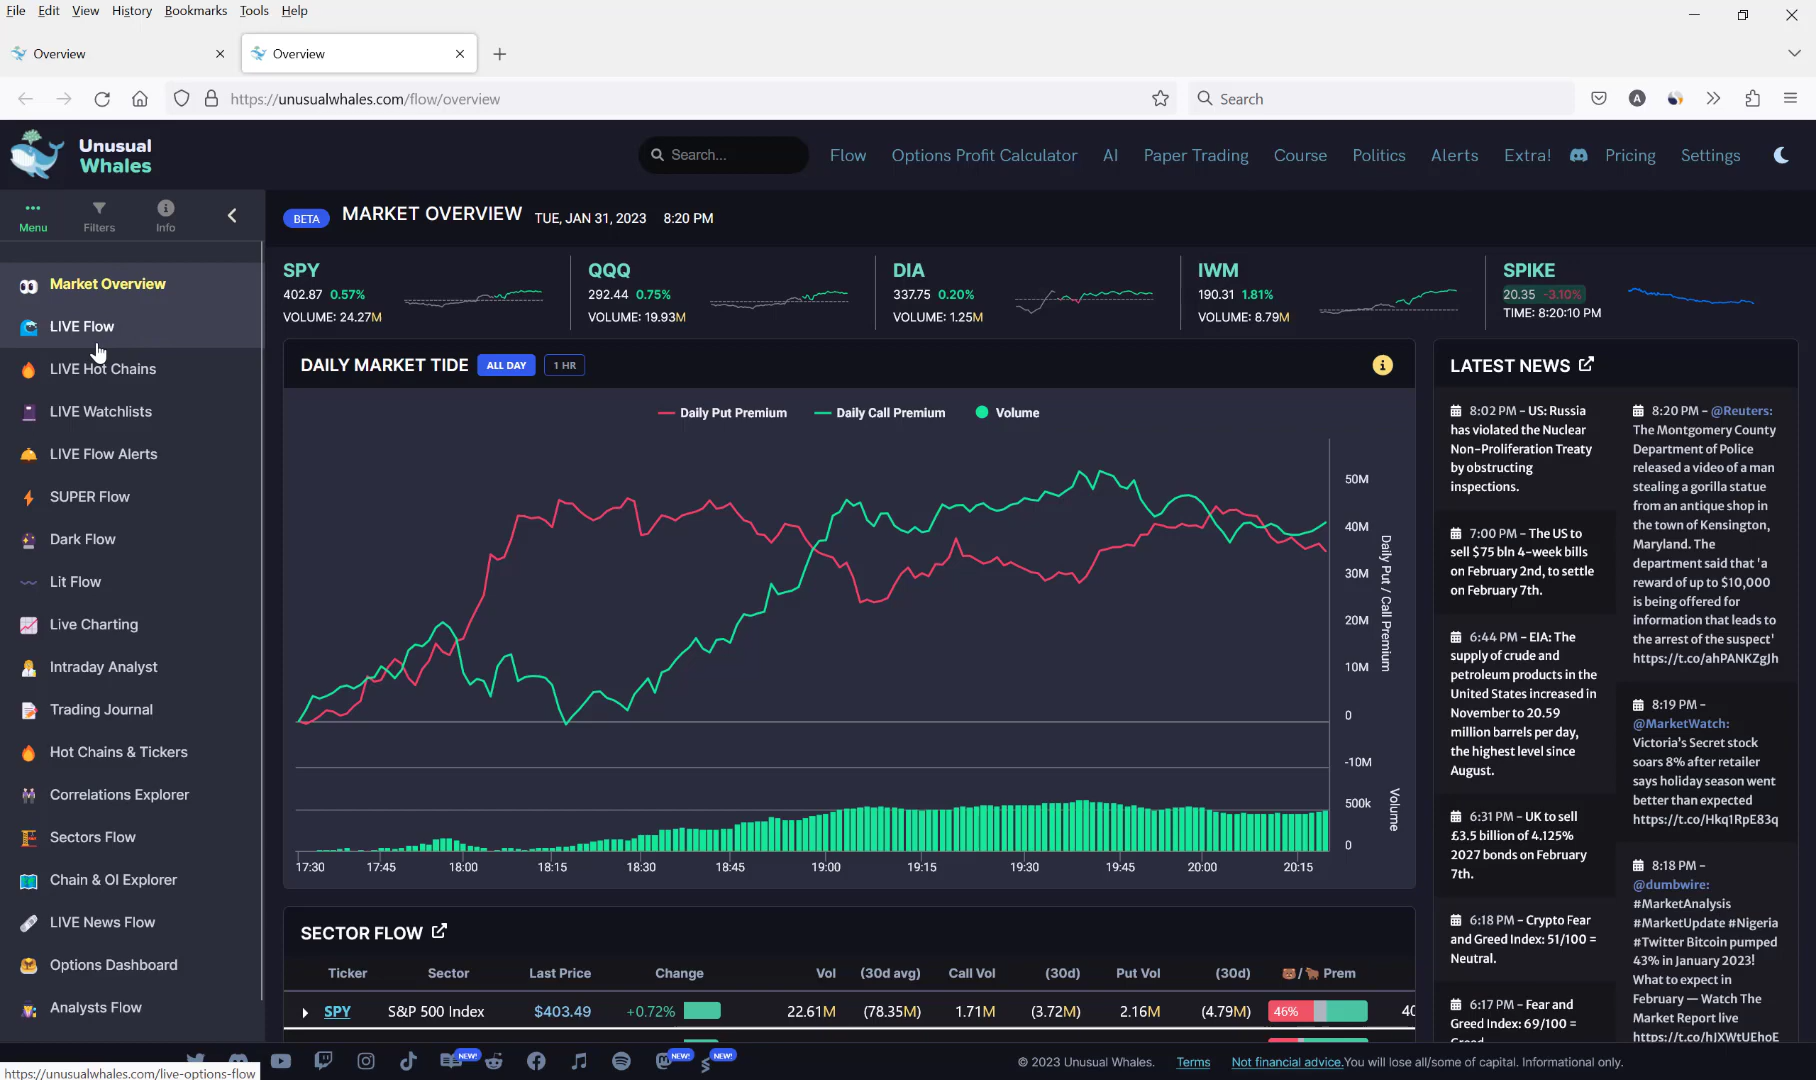 File Edit View History Bookmarks Tools Help
Overview
Overview
https://unusualwhales.com/flow/overview
Search
A
Unusual
Whales
Search...
Flow
Options Profit Calculator
AI
Paper Trading
Course
Politics
Alerts
Extra!
Pricing
Settings
Menu
Filters
Info
BETA MARKET OVERVIEW TUE, JAN 31, 2023 8:20 PM
Market Overview
LIVE Flow
LIVE Hot Chains
LIVE Watchlists
LIVE Flow Alerts
SUPER Flow
Dark Flow
Lit Flow
Live Charting
Intraday Analyst
Trading Journal
Hot Chains & Tickers
Correlations Explorer
Sectors Flow
Chain & OI Explorer
LIVE News Flow
Options Dashboard
Analysts Flow
SPY
402.87 0.57%
VOLUME: 24.27M
QQQ
292.44 0.75%
VOLUME: 19.93M
DIA
337.75 0.20%
VOLUME: 1.25M
IWM
190.31 1.81%
VOLUME: 8.79M
SPIKE
20.35 -3.10%
TIME: 8:20:10 PM
DAILY MARKET TIDE ALL DAY 1 HR
Daily Put Premium Daily Call Premium Volume
50M
40M
30M
20M
10M
0
-10M
500k
0
Daily Put / Call Premium
Volume
17:30 17:45 18:00 18:15 18:30 18:45 19:00 19:15 19:30 19:45 20:00 20:15
SECTOR FLOW
Ticker Sector Last Price Change Vol (30d avg) Call Vol (30d) Put Vol (30d) / Prem
SPY S&P 500 Index $403.49 +0.72% 22.61M (78.35M) 1.71M (3.72M) 2.16M (4.79M) 46% 40
LATEST NEWS
8:02 PM - US: Russia
has violated the Nuclear
Non-Proliferation Treaty
by obstructing
inspections.
7:00 PM - The US to
sell $75 bln 4-week bills
on February 2nd, to settle
on February 7th.
6:44 PM - EIA: The
supply of crude and
petroleum products in the
United States increased in
November to 20.59
million barrels per day,
the highest level since
August.
6:31 PM - UK to sell
£3.5 billion of 4.125%
2027 bonds on February
7th.
6:18 PM - Crypto Fear
and Greed Index: 51/100 =
Neutral.
6:17 PM - Fear and
Greed Index: 69/100 =
Greed
8:20 PM - @Reuters:
The Montgomery County
Department of Police
released a video of a man
stealing a gorilla statue
from an antique shop in
the town of Kensington,
Maryland. The
department said that 'a
reward of up to $10,000
is being offered for
information that leads to
the arrest of the suspect'
https://t.co/ahPANKZgJh
8:19 PM -
@MarketWatch:
Victoria's Secret stock
soars 8% after retailer
says holiday season went
better than expected
https://t.co/Hkq1RpE83q
8:18 PM -
@dumbwire:
#MarketAnalysis
#MarketUpdate #Nigeria
#Twitter Bitcoin pumped
43% in January 2023!
What to expect in
February — Watch The
Market Report live
https://t.co/hJXWtUEhoE
NEW!
NEW!
NEW!
© 2023 Unusual Whales. Terms Not financial advice.You will lose all/some of capital. Informational only.
https://unusualwhales.com/live-options-flow